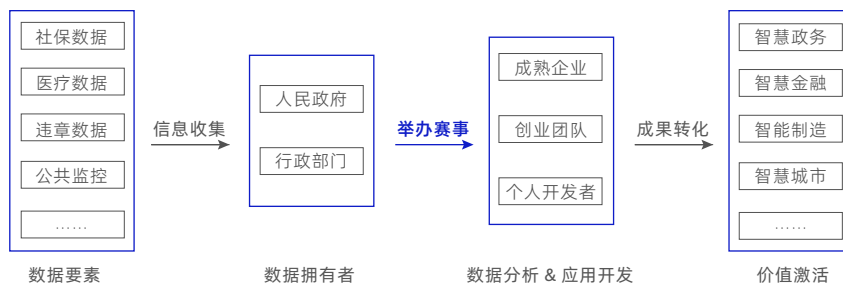 社保数据
医疗数据
违章数据
公共监控
……
数据要素
信息收集
人民政府
行政部门
数据拥有者
举办赛事
成熟企业
创业团队
个人开发者
数据分析 & 应用开发
成果转化
智慧政务
智慧金融
智能制造
智慧城市
……
价值激活